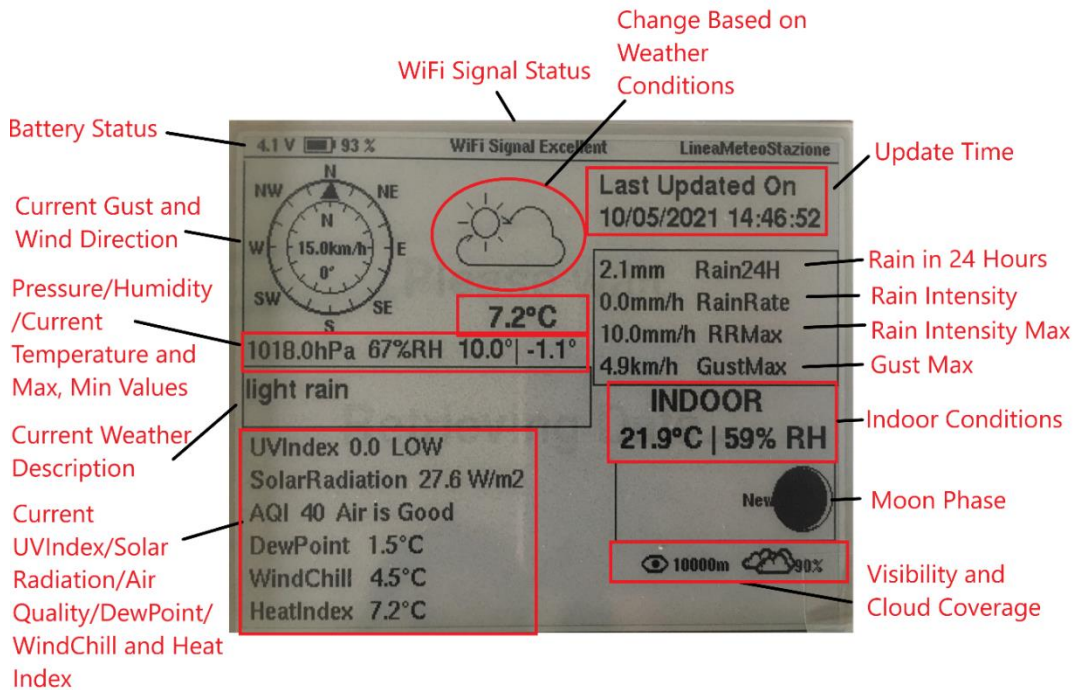 Change Based on
Weather
Conditions
WiFi Signal Status
Battery Status
Update Time
Current Gust and
Wind Direction
Pressure/Humidity
/Current
Temperature and
Max, Min Values
Current Weather
Description
Current
UVIndex/Solar
Radiation/Air
Quality/DewPoint/
WindChill and Heat
Index
4.1 V 93 %
WiFi Signal Excellent
LineaMeteoStazione
N
NW NE
N
W 15.0km/h E
0°
SW SE
S
Last Updated On
10/05/2021 14:46:52
7.2°C
1018.0hPa 67%RH 10.0°| -1.1°
light rain
2.1mm Rain24H
0.0mm/h RainRate
10.0mm/h RRMax
4.9km/h GustMax
INDOOR
21.9°C | 59% RH
UVIndex 0.0 LOW
SolarRadiation 27.6 W/m2
AQI 40 Air is Good
DewPoint 1.5°C
WindChill 4.5°C
HeatIndex 7.2°C
New
10000m 90%
Rain in 24 Hours
Rain Intensity
Rain Intensity Max
Gust Max
Indoor Conditions
Moon Phase
Visibility and
Cloud Coverage